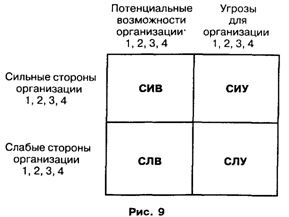 Потенциальные
возможности
организации
1, 2, 3, 4
Угрозы
для
организации
1, 2, 3, 4
Сильные стороны
организации
1, 2, 3, 4
СИВ
СИУ
Слабые стороны
организации
1, 2, 3, 4
СЛВ
СЛУ
Рис. 9